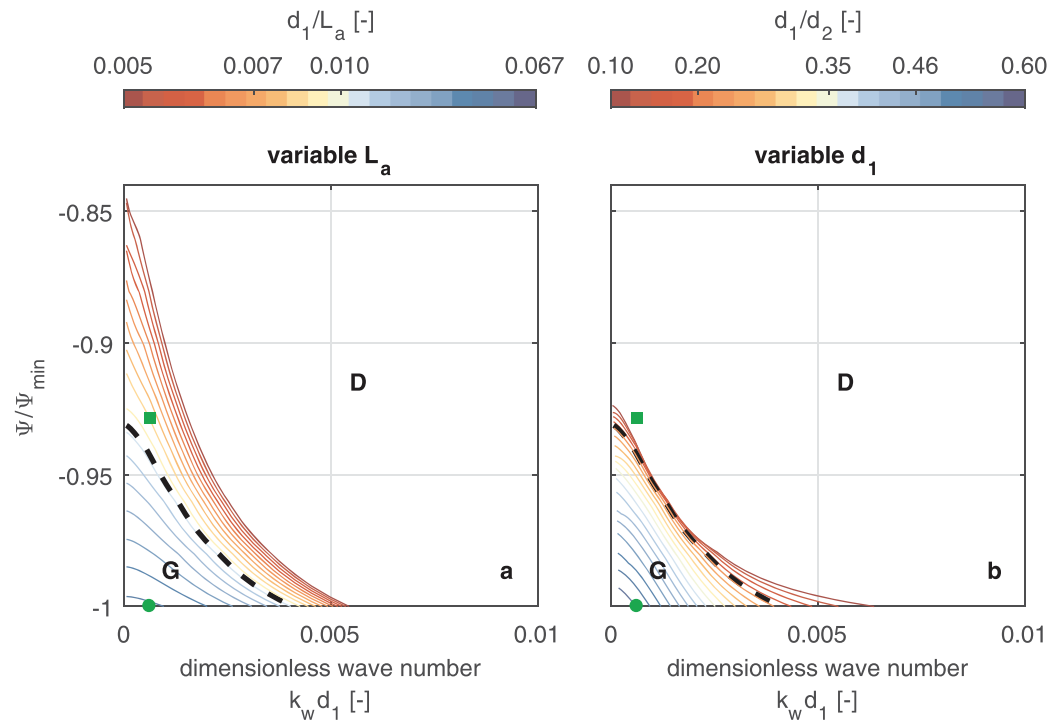 d1/La [-]
0.005 0.007 0.010 0.067
variable La
-0.85
-0.9
-0.95
-1
Ψ/Ψmin
D
G
a
0 0.005 0.01
dimensionless wave number
kwd1 [-]
d1/d2 [-]
0.10 0.20 0.35 0.46 0.60
variable d1
D
G
b
0 0.005 0.01
dimensionless wave number
kwd1 [-]